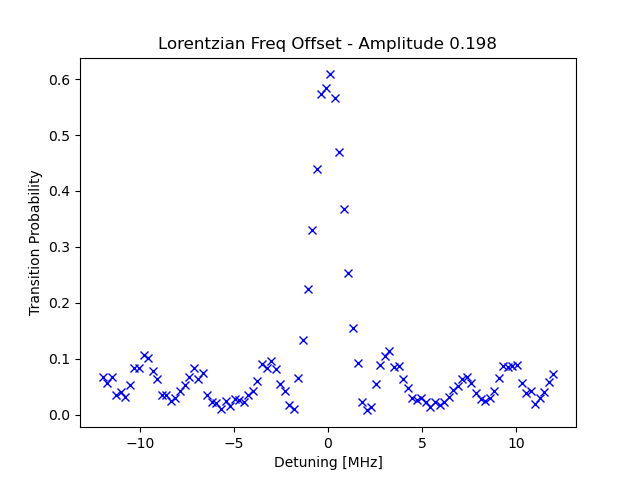 Lorentzian Freq Offset - Amplitude 0.198
Transition Probability
0.6
0.5
0.4
0.3
0.2
0.1
0.0
−10 −5 0 5 10
Detuning [MHz]